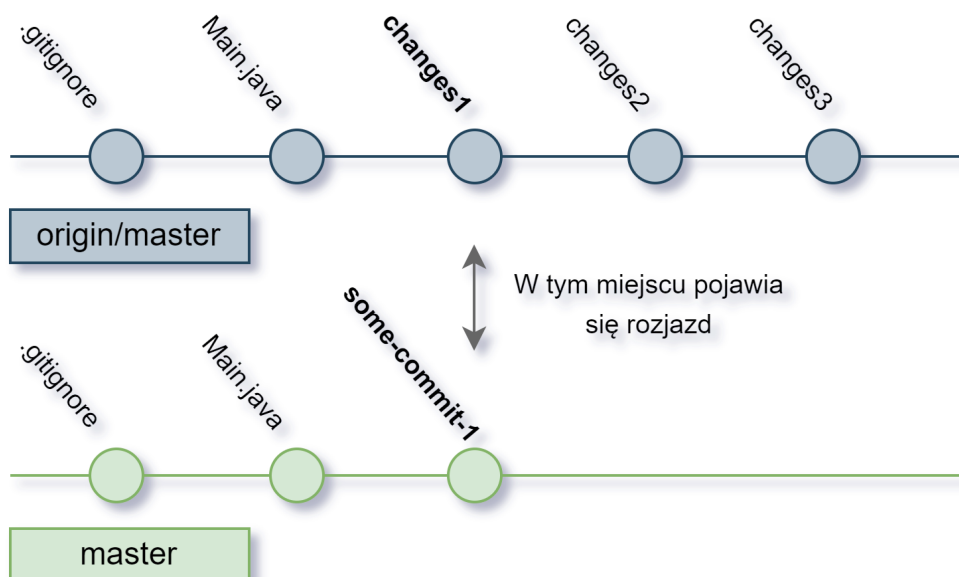 .gitignore
Main.java
changes1
changes2
changes3
origin/master
W tym miejscu pojawia
się rozjazd
.gitignore
Main.java
some-commit-1
master